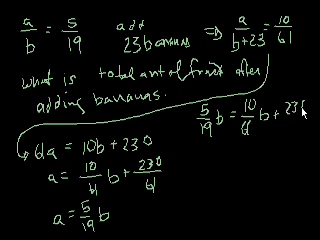 a/b = 5/19 add 23 bananas ⇒ a/(b+23) = 10/61
what is total amt of fruit after
adding bananas.
61a = 10b + 230
a = 10/61 b + 230/61
a = 5/19 b
5/19 b = 10/61 b + 23